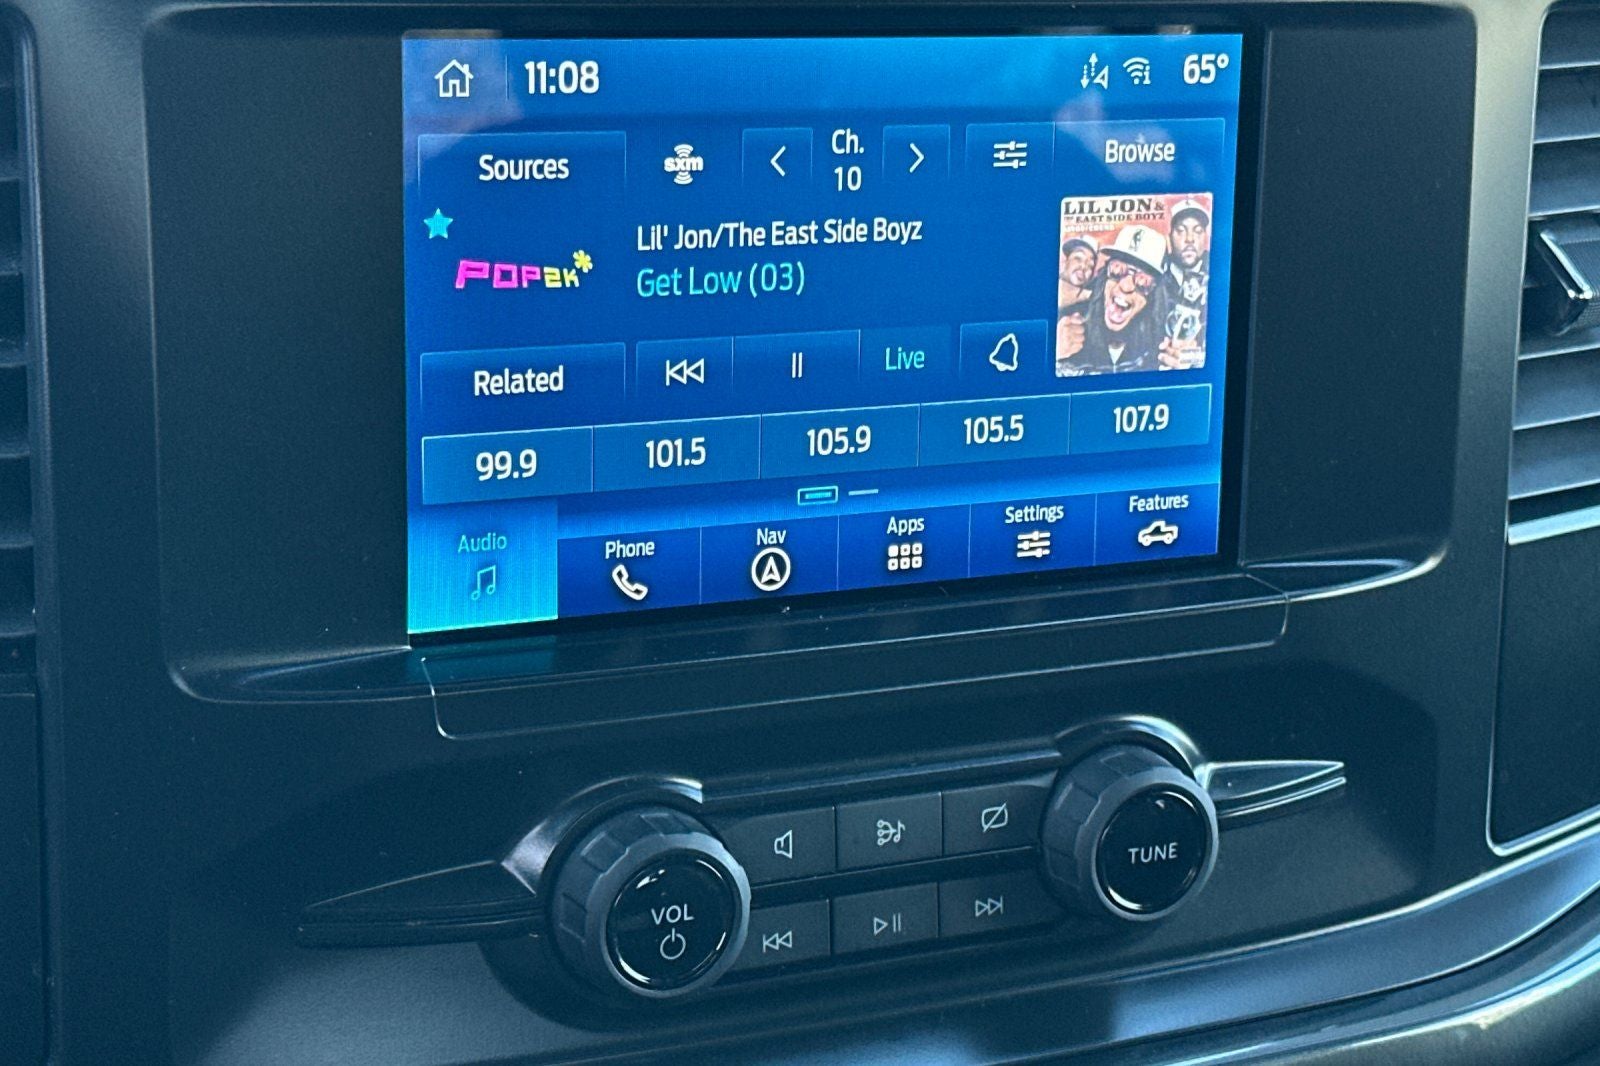 11:08
65°
Sources
sxm
Ch.
10
Browse
POP2K
Lil' Jon/The East Side Boyz
Get Low (03)
LIL JON &
THE EAST SIDE BOYZ
Related
Live
99.9
101.5
105.9
105.5
107.9
Audio
Phone
Nav
Apps
Settings
Features
VOL
TUNE